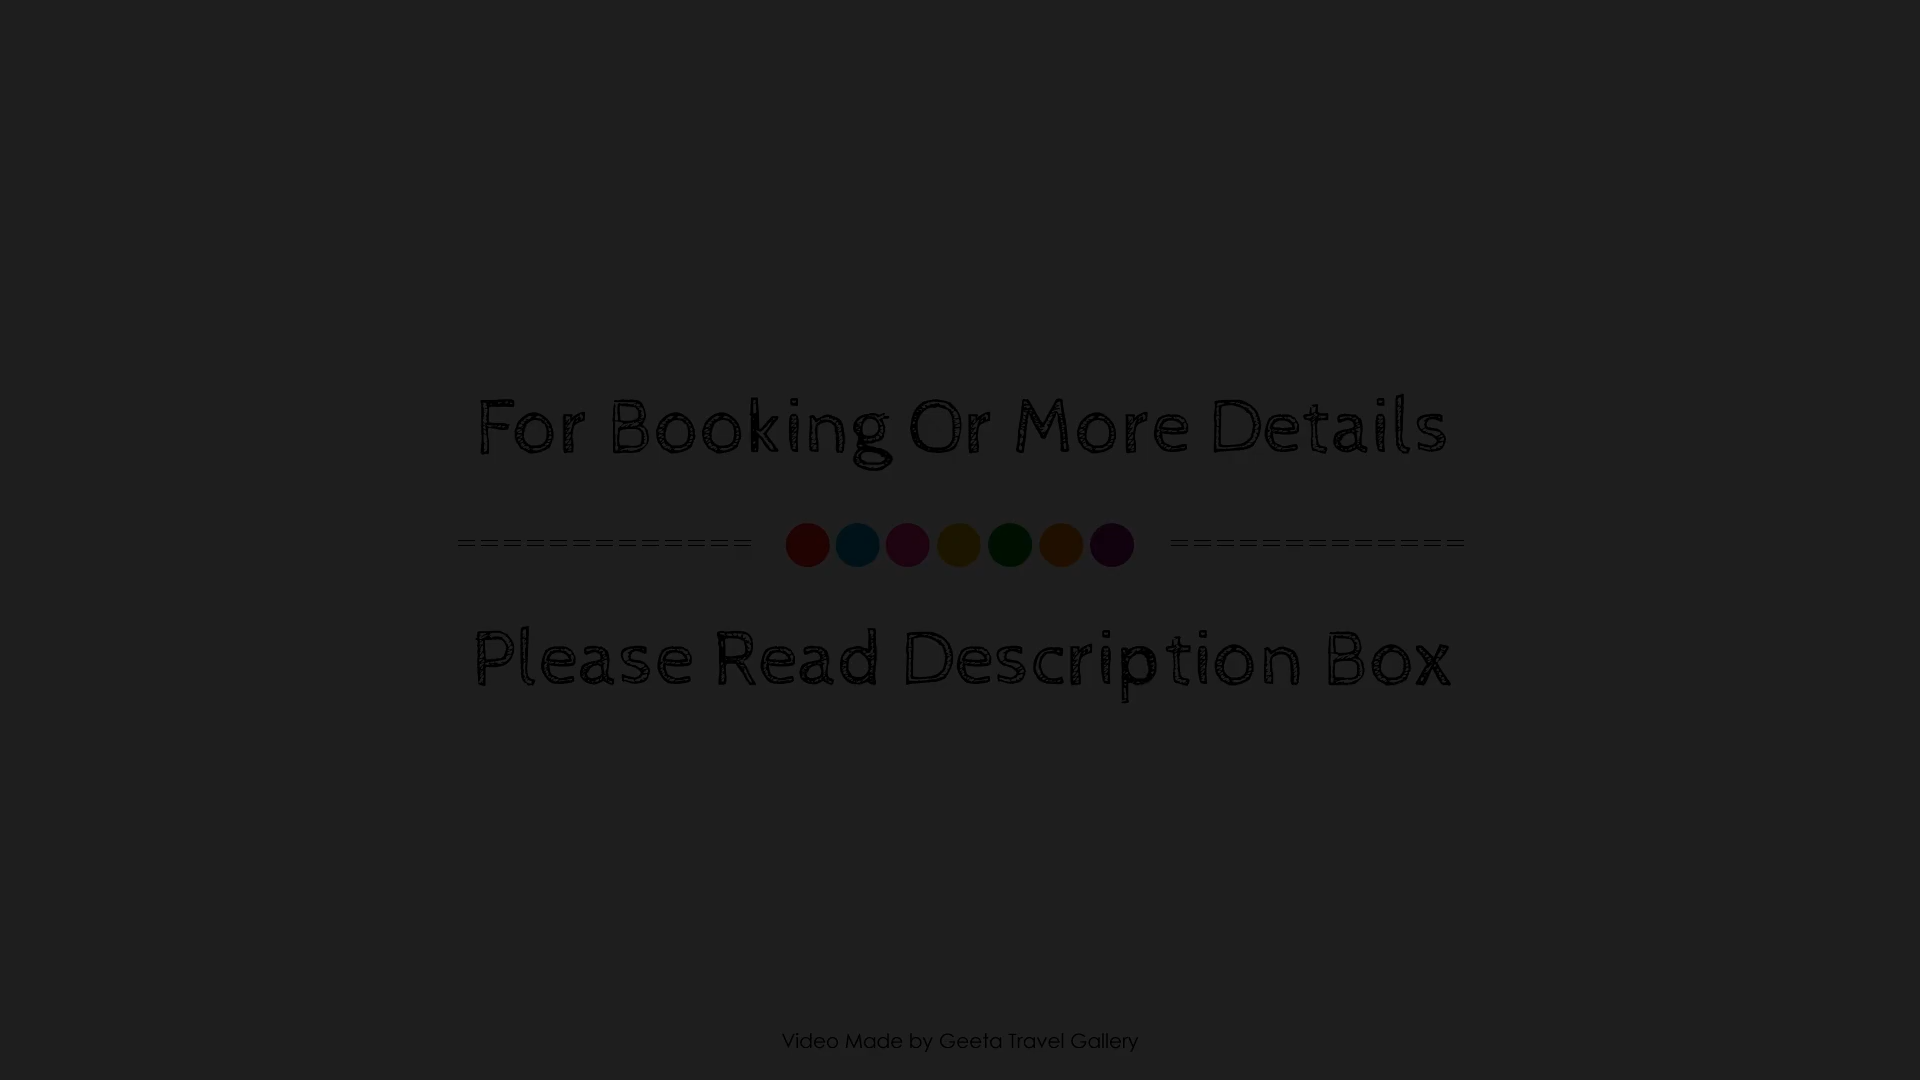 For Booking Or More Details
============= =============
Please Read Description Box
Video Made by Geeta Travel Gallery